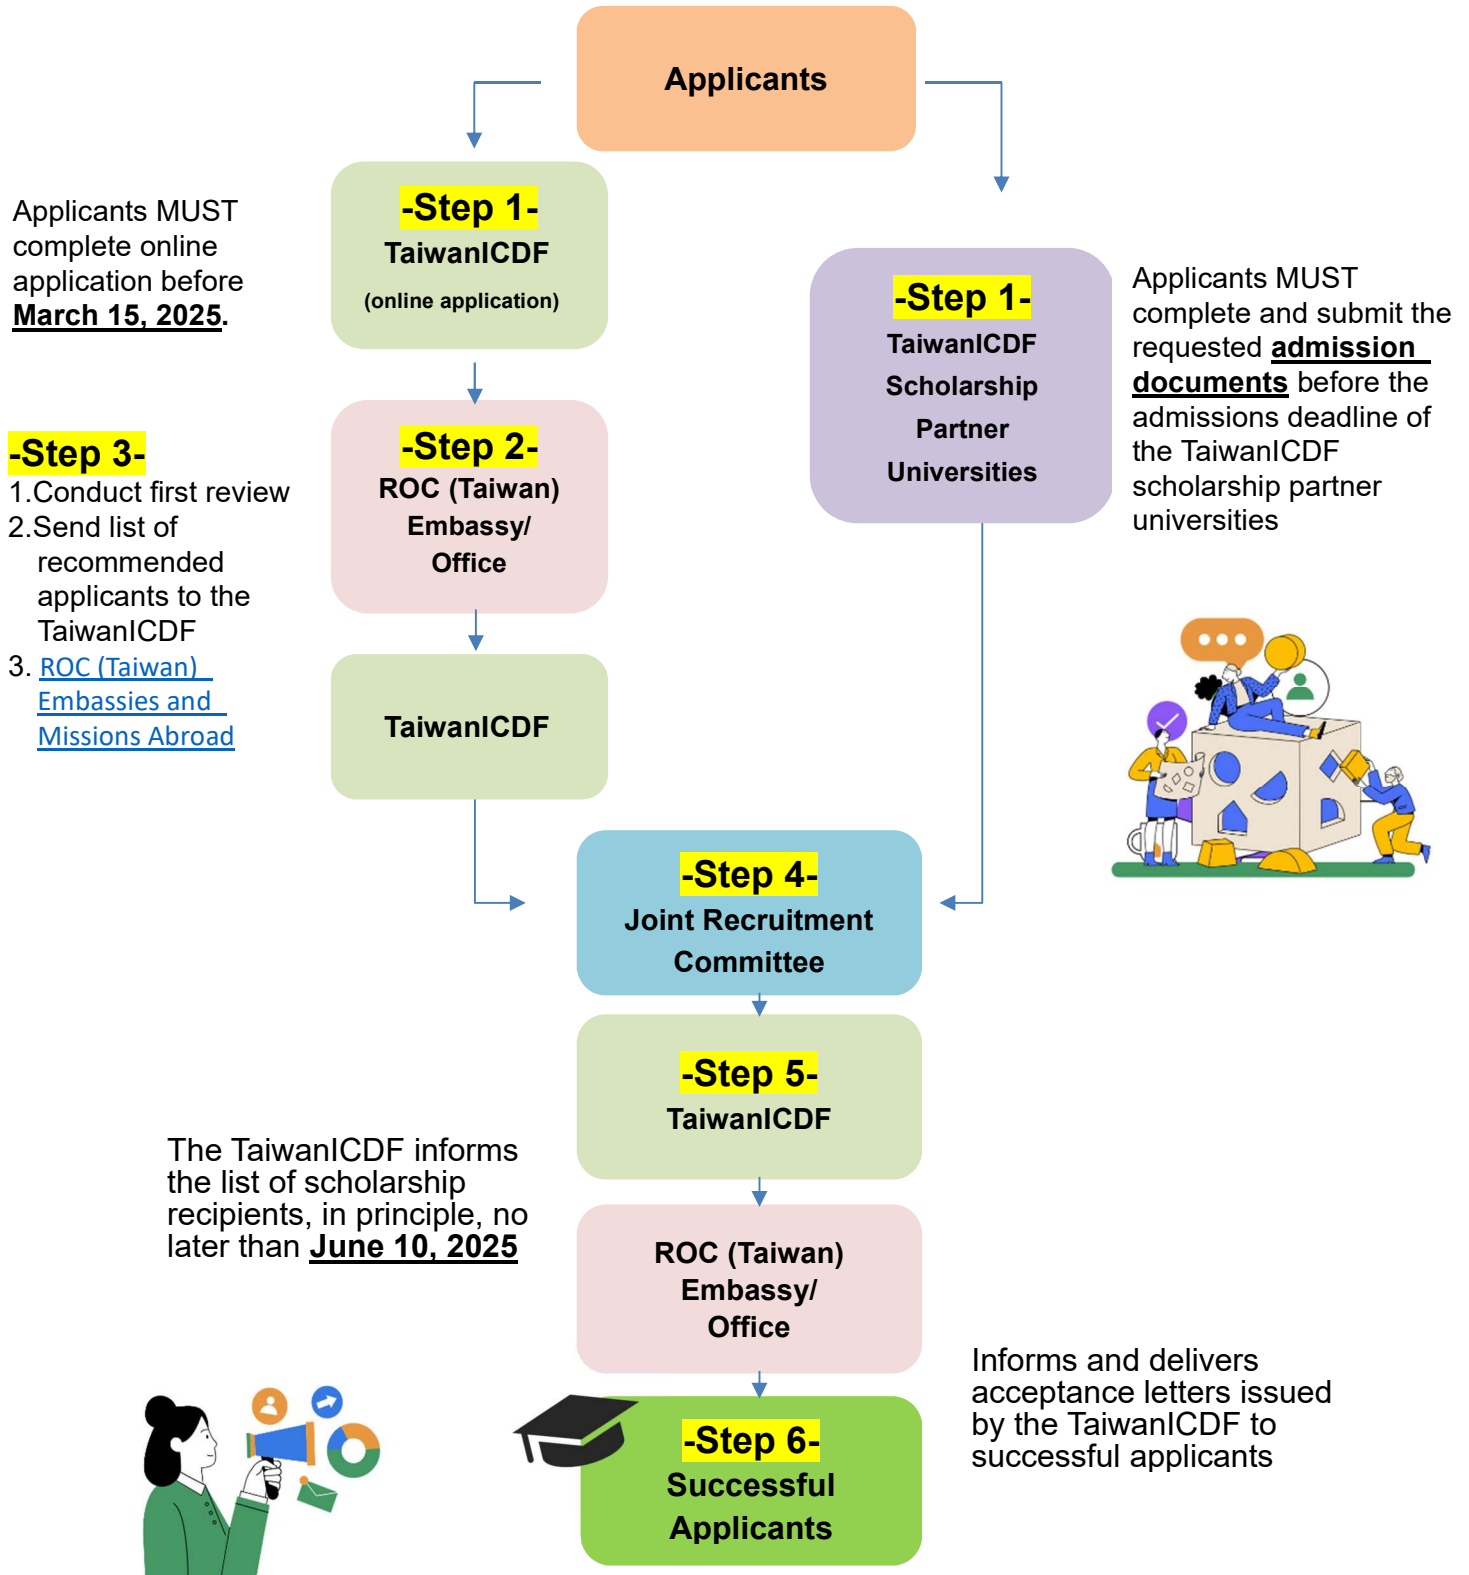 Applicants
Applicants MUST
complete online
application before
March 15, 2025.
-Step 1-
TaiwanICDF
(online application)
-Step 1-
TaiwanICDF
Scholarship
Partner
Universities
Applicants MUST
complete and submit the
requested admission
documents before the
admissions deadline of
the TaiwanICDF
scholarship partner
universities
-Step 3-
1.Conduct first review
2.Send list of
recommended
applicants to the
TaiwanICDF
3. ROC (Taiwan)
Embassies and
Missions Abroad
-Step 2-
ROC (Taiwan)
Embassy/
Office
TaiwanICDF
-Step 4-
Joint Recruitment
Committee
-Step 5-
TaiwanICDF
The TaiwanICDF informs
the list of scholarship
recipients, in principle, no
later than June 10, 2025
ROC (Taiwan)
Embassy/
Office
Informs and delivers
acceptance letters issued
by the TaiwanICDF to
successful applicants
-Step 6-
Successful
Applicants